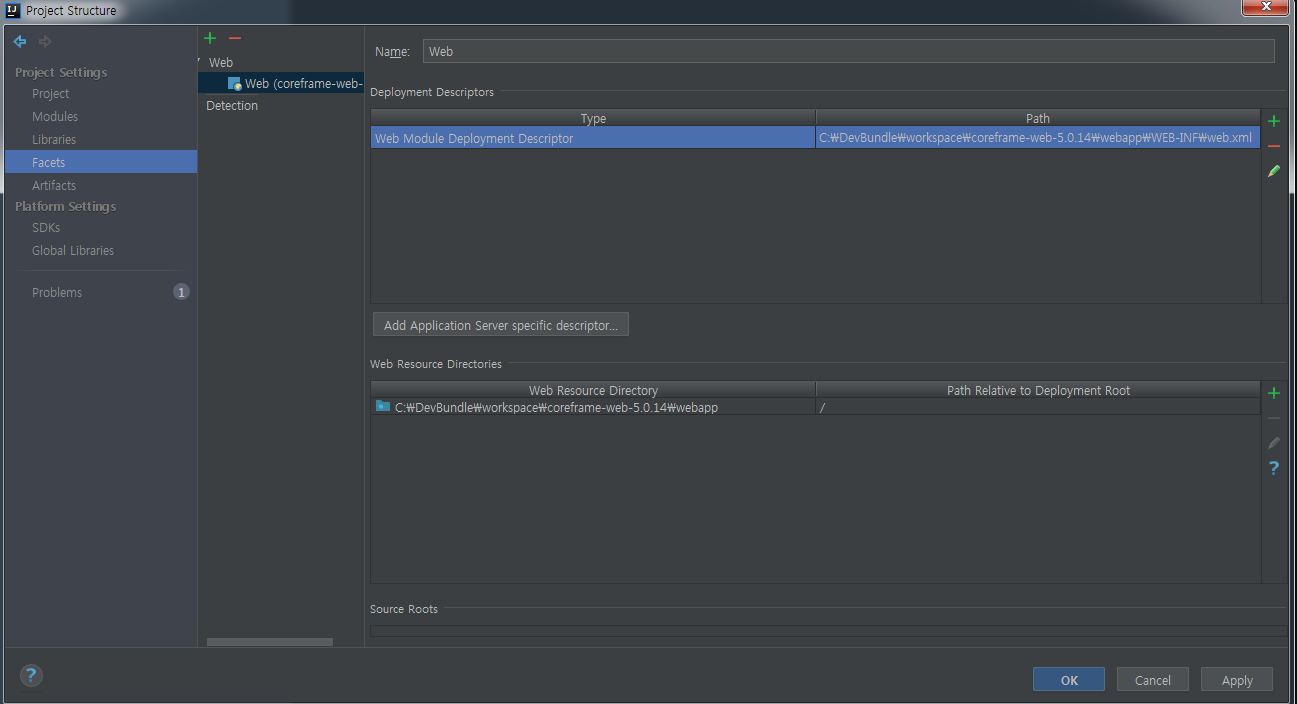 IJ Project Structure
Project Settings
Project
Modules
Libraries
Facets
Artifacts
Platform Settings
SDKs
Global Libraries
Problems 1
Web
Web (coreframe-web-
Detection
Name: Web
Deployment Descriptors
Type Path
Web Module Deployment Descriptor C:₩DevBundle₩workspace₩coreframe-web-5.0.14₩webapp₩WEB-INF₩web.xml
Add Application Server specific descriptor...
Web Resource Directories
Web Resource Directory Path Relative to Deployment Root
C:₩DevBundle₩workspace₩coreframe-web-5.0.14₩webapp /
?
Source Roots
? OK Cancel Apply